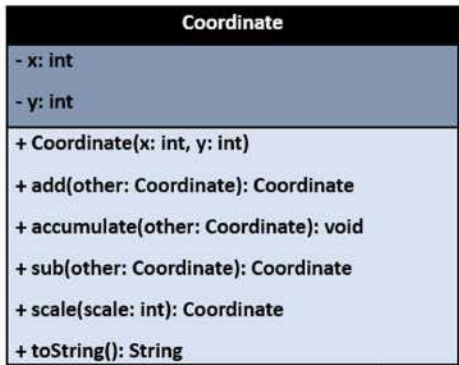 Coordinate
- x: int
- y: int
+ Coordinate(x: int, y: int)
+ add(other: Coordinate): Coordinate
+ accumulate(other: Coordinate): void
+ sub(other: Coordinate): Coordinate
+ scale(scale: int): Coordinate
+ toString(): String